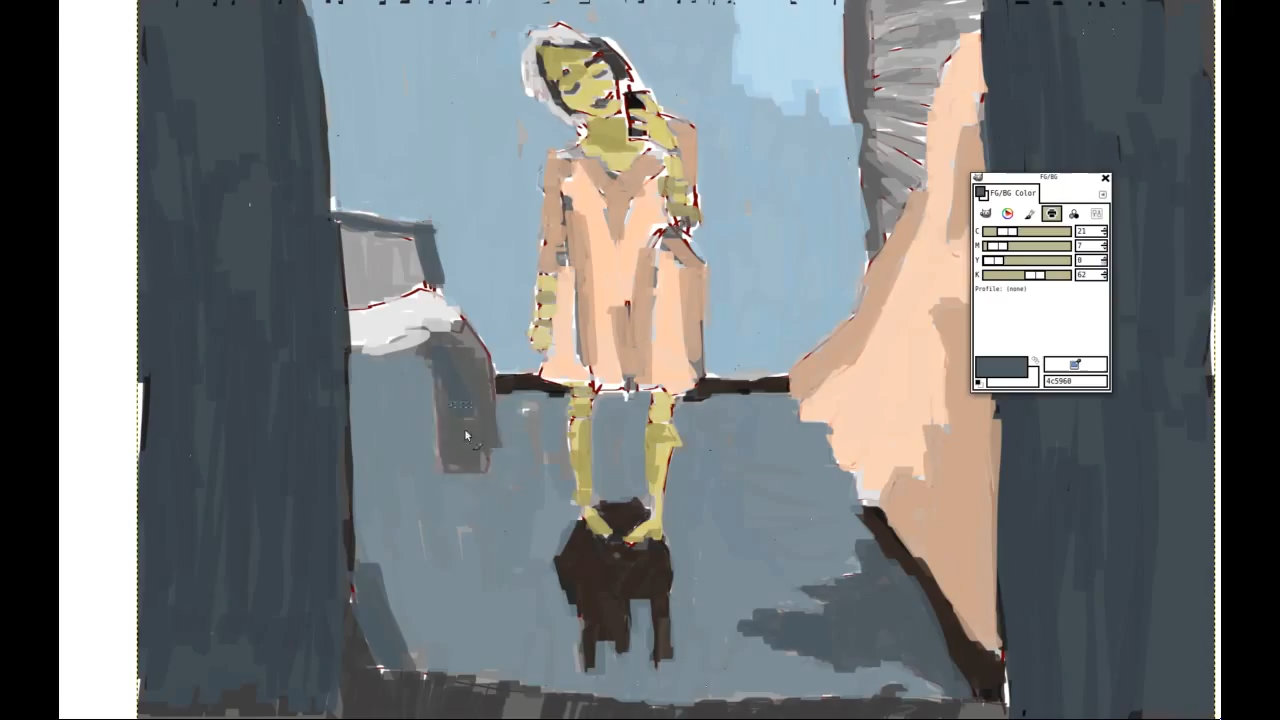 FG/BG
FG/BG Color
C 21
M 7
Y 0
K 62
Profile: (none)
4c5960